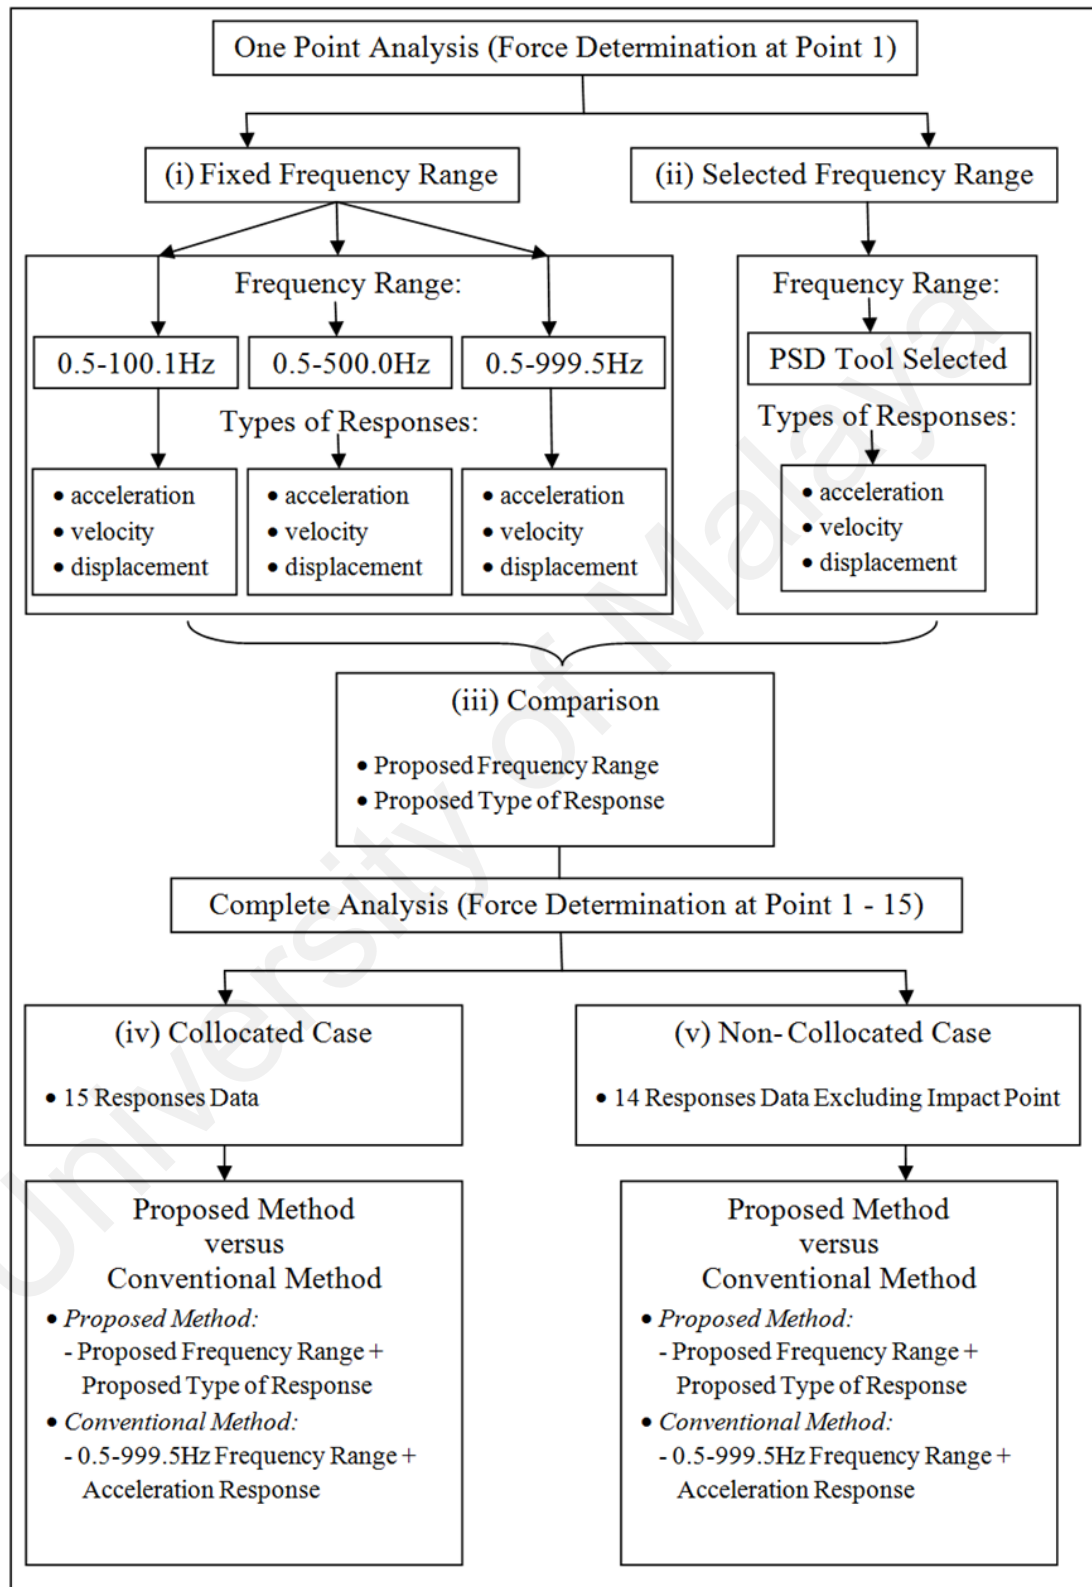 One Point Analysis (Force Determination at Point 1)
(i) Fixed Frequency Range
(ii) Selected Frequency Range
Frequency Range:
0.5-100.1Hz
0.5-500.0Hz
0.5-999.5Hz
Types of Responses:
• acceleration
• velocity
• displacement
• acceleration
• velocity
• displacement
• acceleration
• velocity
• displacement
Frequency Range:
PSD Tool Selected
Types of Responses:
• acceleration
• velocity
• displacement
(iii) Comparison
• Proposed Frequency Range
• Proposed Type of Response
Complete Analysis (Force Determination at Point 1 - 15)
(iv) Collocated Case
• 15 Responses Data
(v) Non- Collocated Case
• 14 Responses Data Excluding Impact Point
Proposed Method
versus
Conventional Method
• Proposed Method:
- Proposed Frequency Range +
Proposed Type of Response
• Conventional Method:
- 0.5-999.5Hz Frequency Range +
Acceleration Response
Proposed Method
versus
Conventional Method
• Proposed Method:
- Proposed Frequency Range +
Proposed Type of Response
• Conventional Method:
- 0.5-999.5Hz Frequency Range +
Acceleration Response
University of Malaya